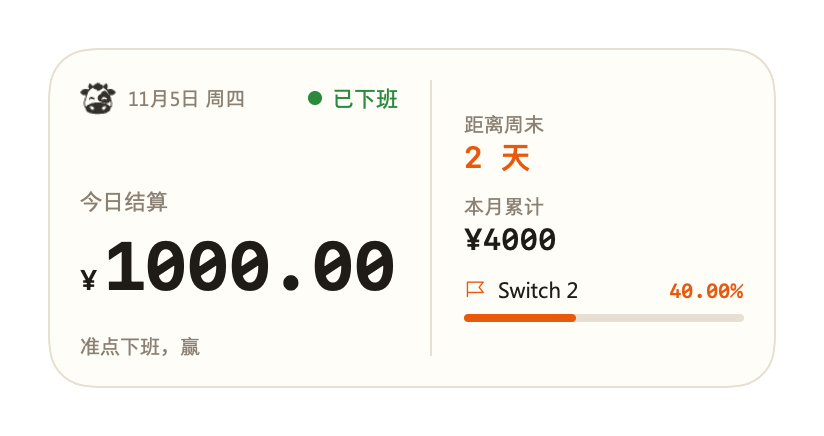 11月5日 周四
已下班
今日结算
¥1000.00
准点下班，赢
距离周末
2 天
本月累计
¥4000
Switch 2
40.00%